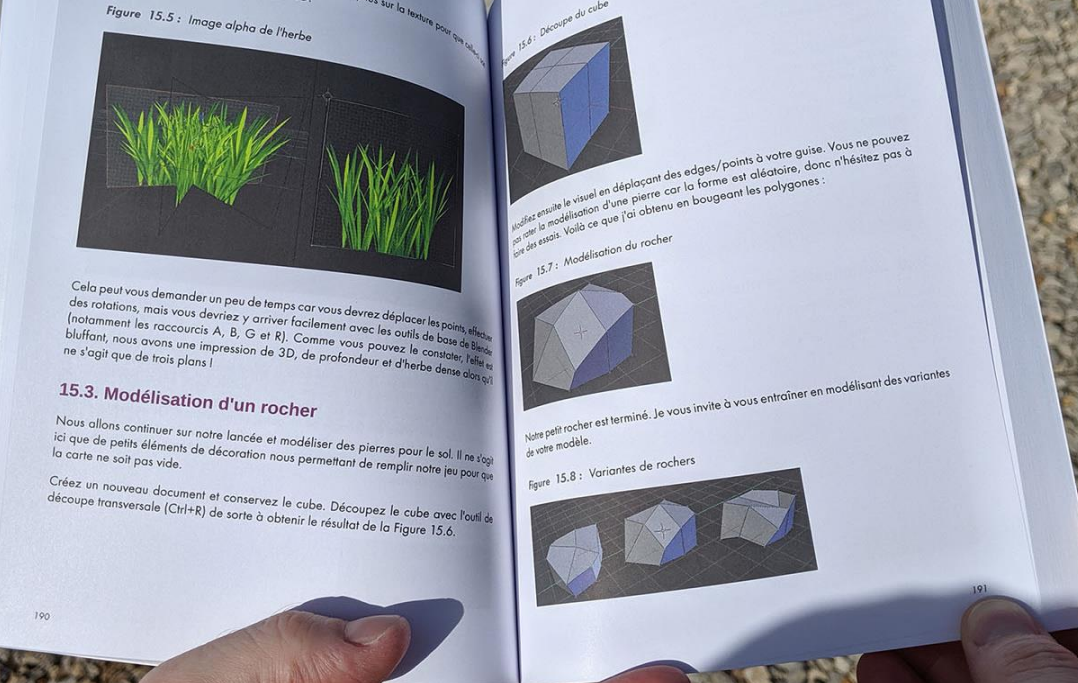 sur la texture pour que
Figure 15.5 : Image alpha de l'herbe
Cela peut vous demander un peu de temps car vous devrez déplacer les points, effectuer
des rotations, mais vous devriez y arriver facilement avec les outils de base de Blender
(notamment les raccourcis A, B, G et R). Comme vous pouvez le constater, l'effet est
bluffant, nous avons une impression de 3D, de profondeur et d'herbe dense alors qu'il
ne s'agit que de trois plans !
15.3. Modélisation d'un rocher
Nous allons continuer sur notre lancée et modéliser des pierres pour le sol. Il ne s'agit
ici que de petits éléments de décoration nous permettant de remplir notre jeu pour que
la carte ne soit pas vide.
Créez un nouveau document et conservez le cube. Découpez le cube avec l'outil de
découpe transversale (Ctrl+R) de sorte à obtenir le résultat de la Figure 15.6.
190
Figure 15.6 : Découpe du cube
Modifiez ensuite le visuel en déplaçant des edges/points à votre guise. Vous ne pouvez
pas rater la modélisation d'une pierre car la forme est aléatoire, donc n'hésitez pas à
faire des essais. Voilà ce que j'ai obtenu en bougeant les polygones :
Figure 15.7 : Modélisation du rocher
Notre petit rocher est terminé. Je vous invite à vous entraîner en modélisant des variantes
de votre modèle.
Figure 15.8 : Variantes de rochers
191